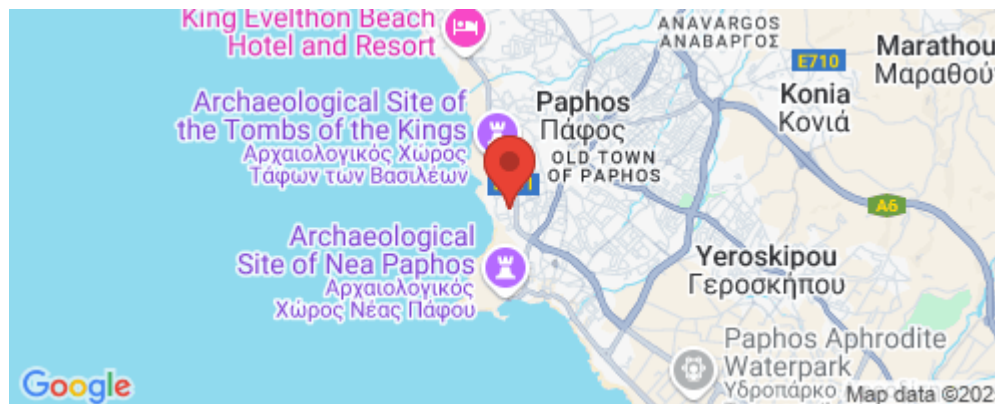 King Evelthon Beach
Hotel and Resort
ANAVARGOS
ΑΝΑΒΑΡΓΟΣ
E710
Marathou
Μαραθού
Archaeological Site of
the Tombs of the Kings
Αρχαιολογικός Χώρος
Τάφων των Βασιλέων
Paphos
Πάφος
Konia
Κονιά
OLD TOWN
OF PAPHOS
A6
Archaeological
Site of Nea Paphos
Αρχαιολογικός
Χώρος Νέας Πάφου
Yeroskipou
Γεροσκήπου
Paphos Aphrodite
Waterpark
Υδροπάρκο
Google
Map data ©202